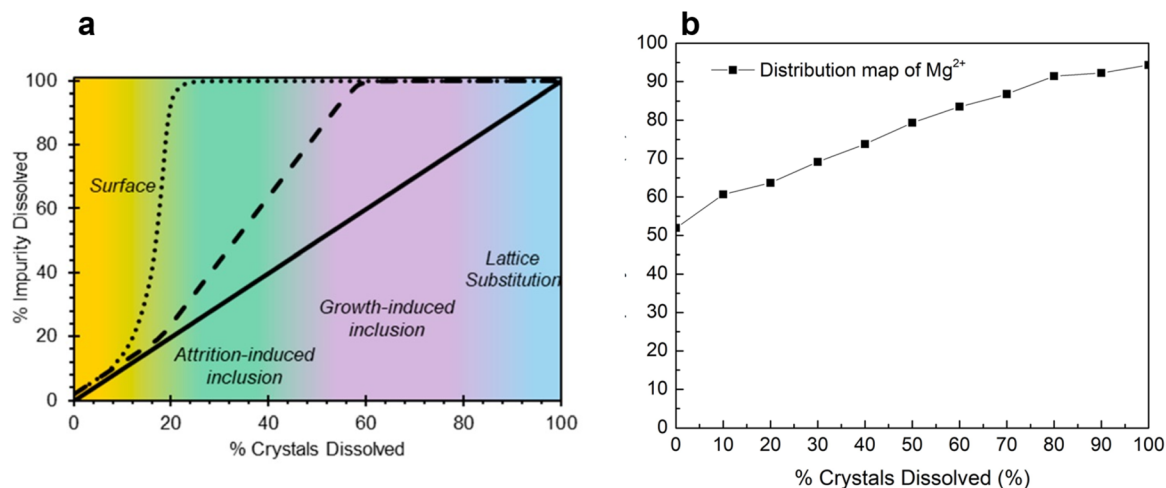 a
100
80
60
40
20
0
% Impurity Dissolved
Surface
Attrition-induced
inclusion
Growth-induced
inclusion
Lattice
Substitution
0 20 40 60 80 100
% Crystals Dissolved
b
100
90
80
70
60
50
40
30
20
10
0
Distribution map of Mg²⁺
0 10 20 30 40 50 60 70 80 90 100
% Crystals Dissolved (%)